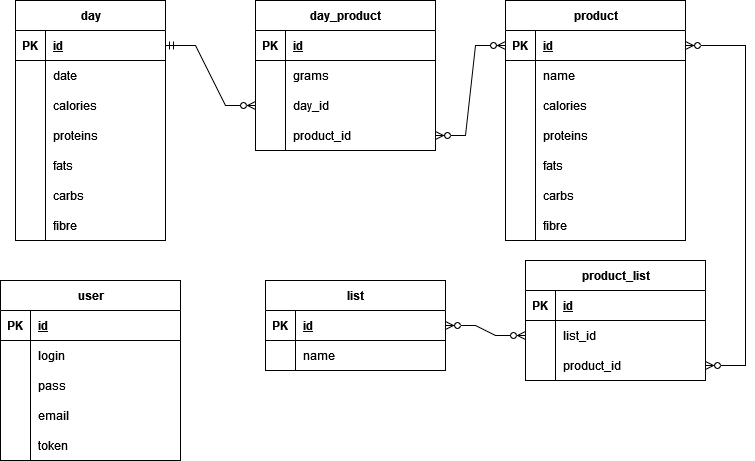 day
PK id
date
calories
proteins
fats
carbs
fibre
day_product
PK id
grams
day_id
product_id
product
PK id
name
calories
proteins
fats
carbs
fibre
user
PK id
login
pass
email
token
list
PK id
name
product_list
PK id
list_id
product_id